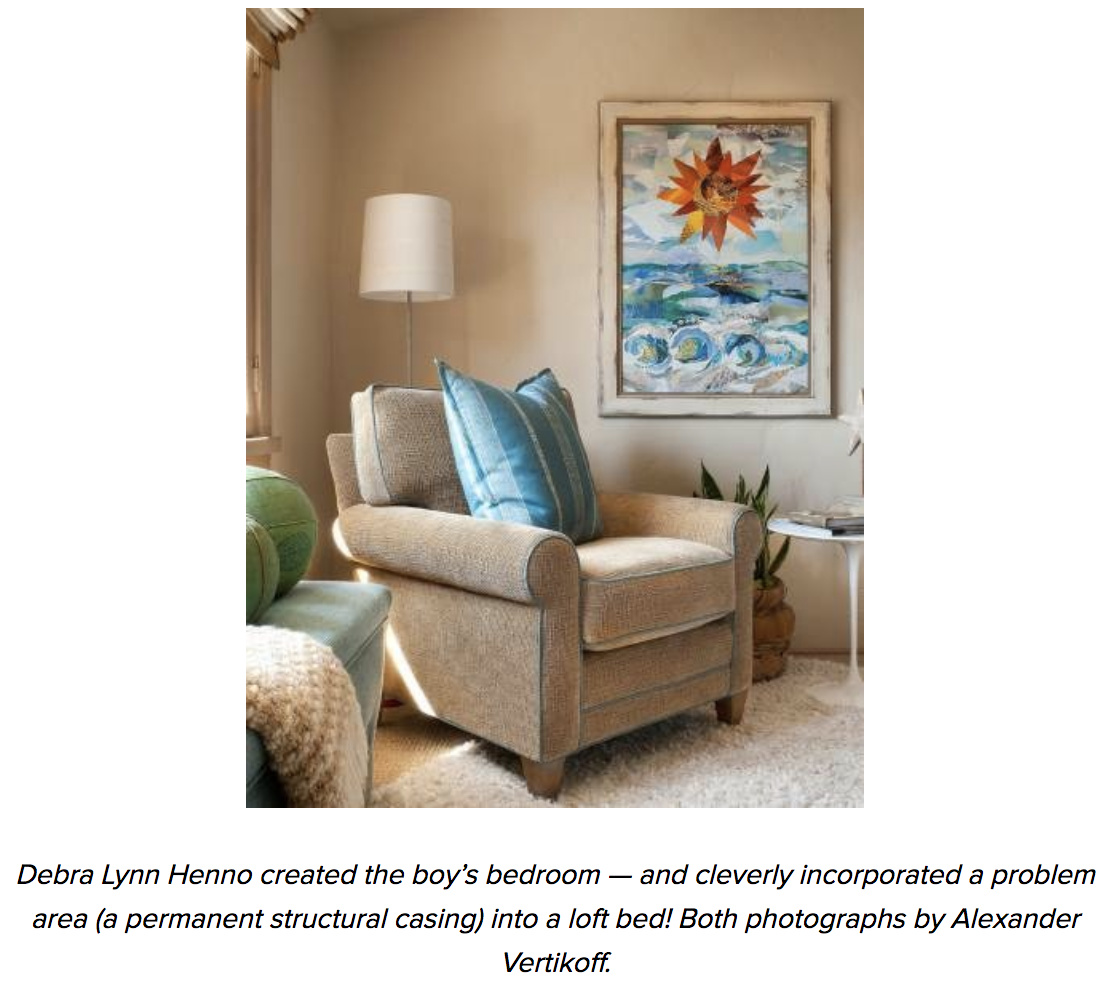 Debra Lynn Henno created the boy’s bedroom — and cleverly incorporated a problem
area (a permanent structural casing) into a loft bed! Both photographs by Alexander
Vertikoff.